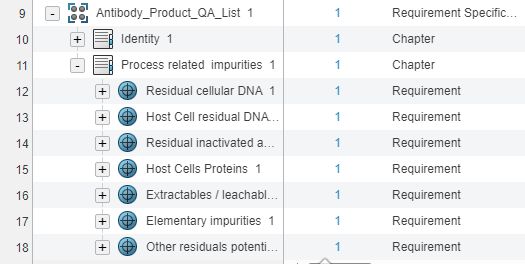 9 - Antibody_Product_QA_List 1 1 Requirement Specific...
10 + Identity 1 1 Chapter
11 - Process related impurities 1 1 Chapter
12 + Residual cellular DNA 1 1 Requirement
13 + Host Cell residual DNA... 1 Requirement
14 + Residual inactivated a... 1 Requirement
15 + Host Cells Proteins 1 1 Requirement
16 + Extractables / leachabl... 1 Requirement
17 + Elementary impurities 1 1 Requirement
18 + Other residuals potenti... 1 Requirement